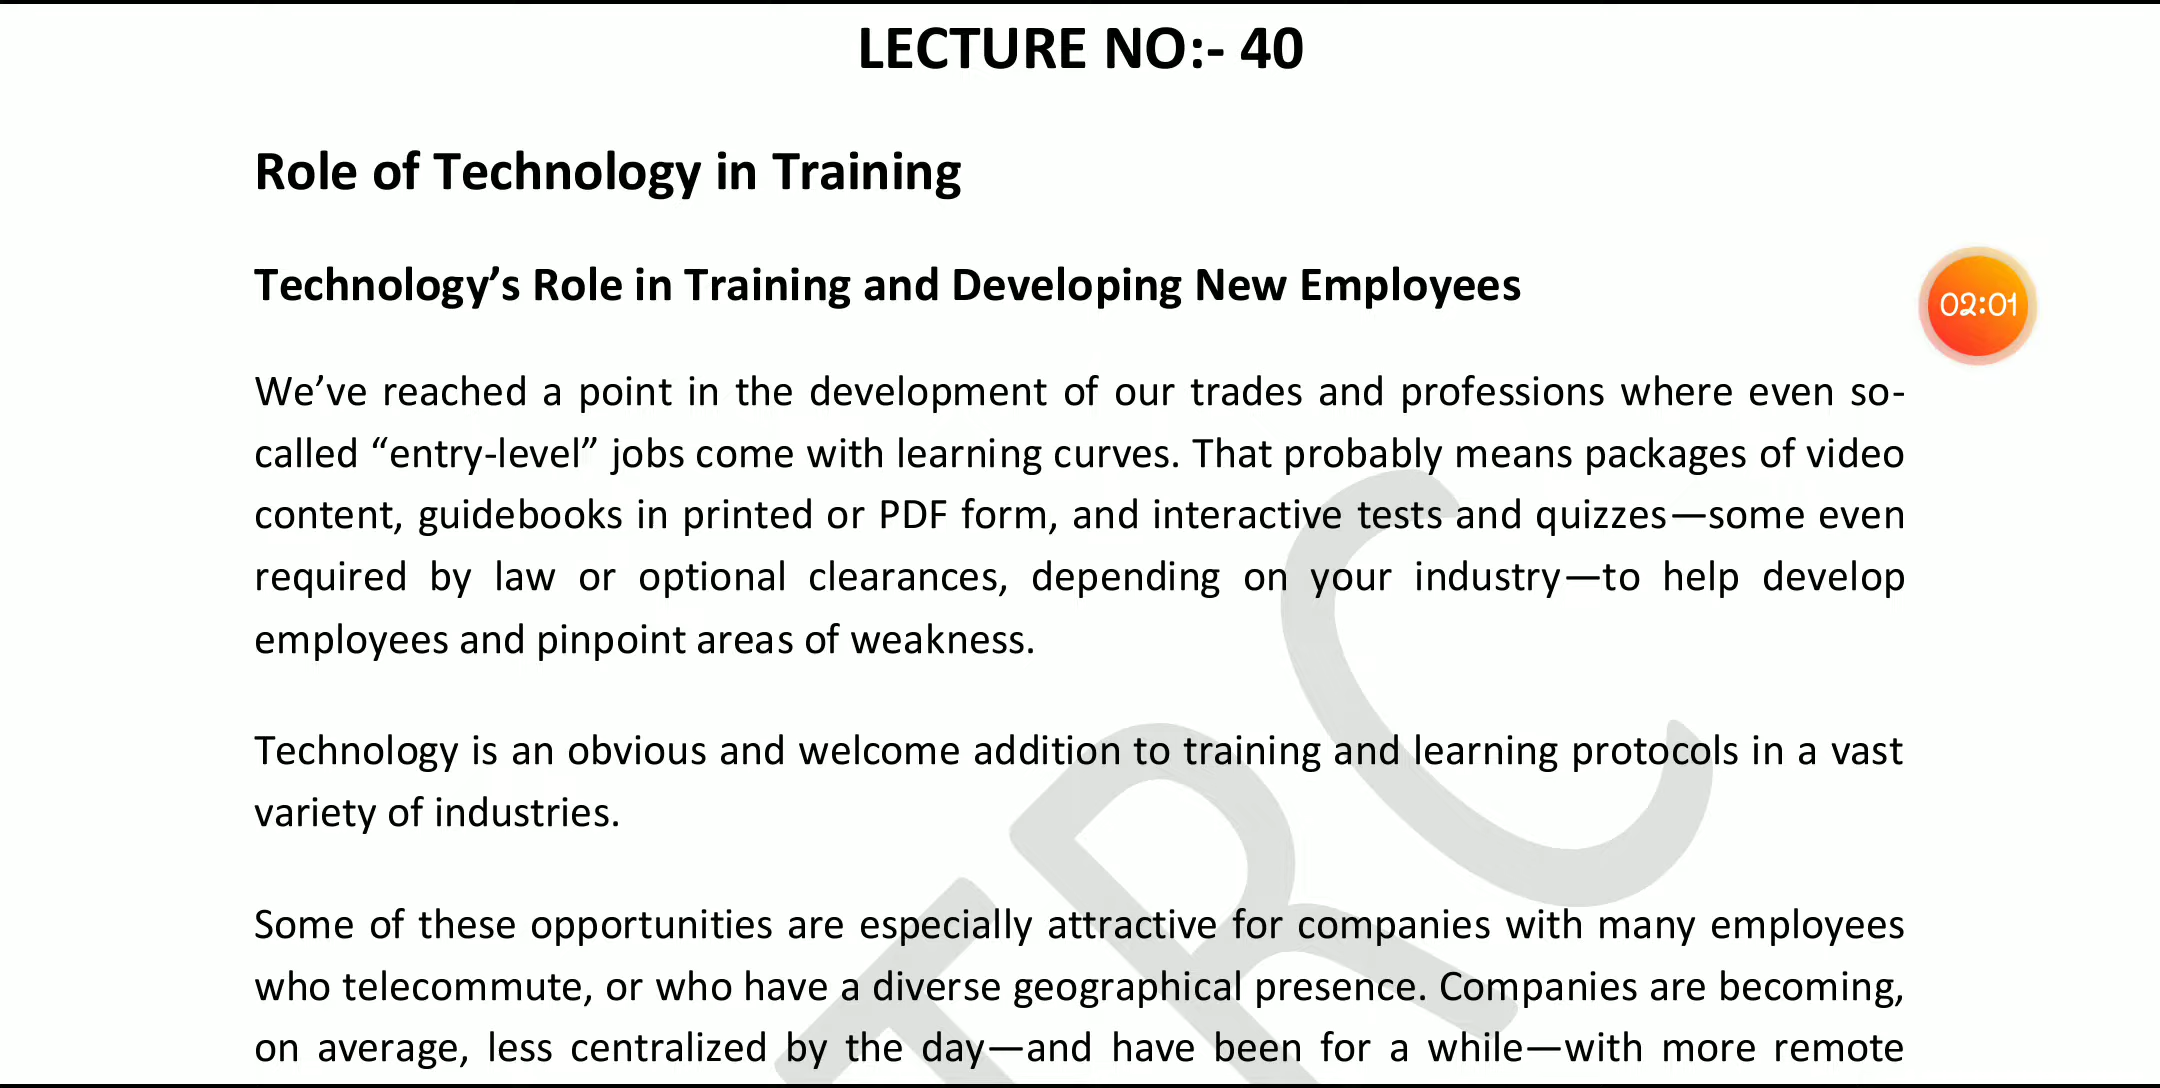 LECTURE NO:- 40
Role of Technology in Training
Technology’s Role in Training and Developing New Employees
02:01
We’ve reached a point in the development of our trades and professions where even so-
called “entry-level” jobs come with learning curves. That probably means packages of video
content, guidebooks in printed or PDF form, and interactive tests and quizzes—some even
required by law or optional clearances, depending on your industry—to help develop
employees and pinpoint areas of weakness.
Technology is an obvious and welcome addition to training and learning protocols in a vast
variety of industries.
Some of these opportunities are especially attractive for companies with many employees
who telecommute, or who have a diverse geographical presence. Companies are becoming,
on average, less centralized by the day—and have been for a while—with more remote
TRC